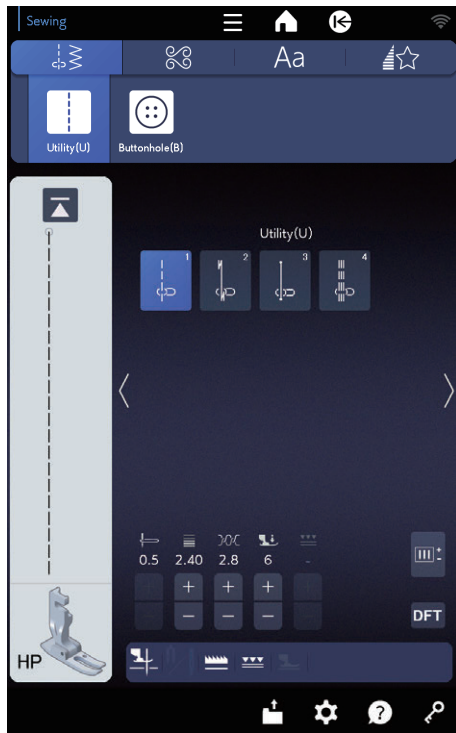 Sewing
Aa
Utility(U)
Buttonhole(B)
Utility(U)
1
2
3
4
0.5 2.40 2.8 6 -
+ + +
- - -
DFT
HP